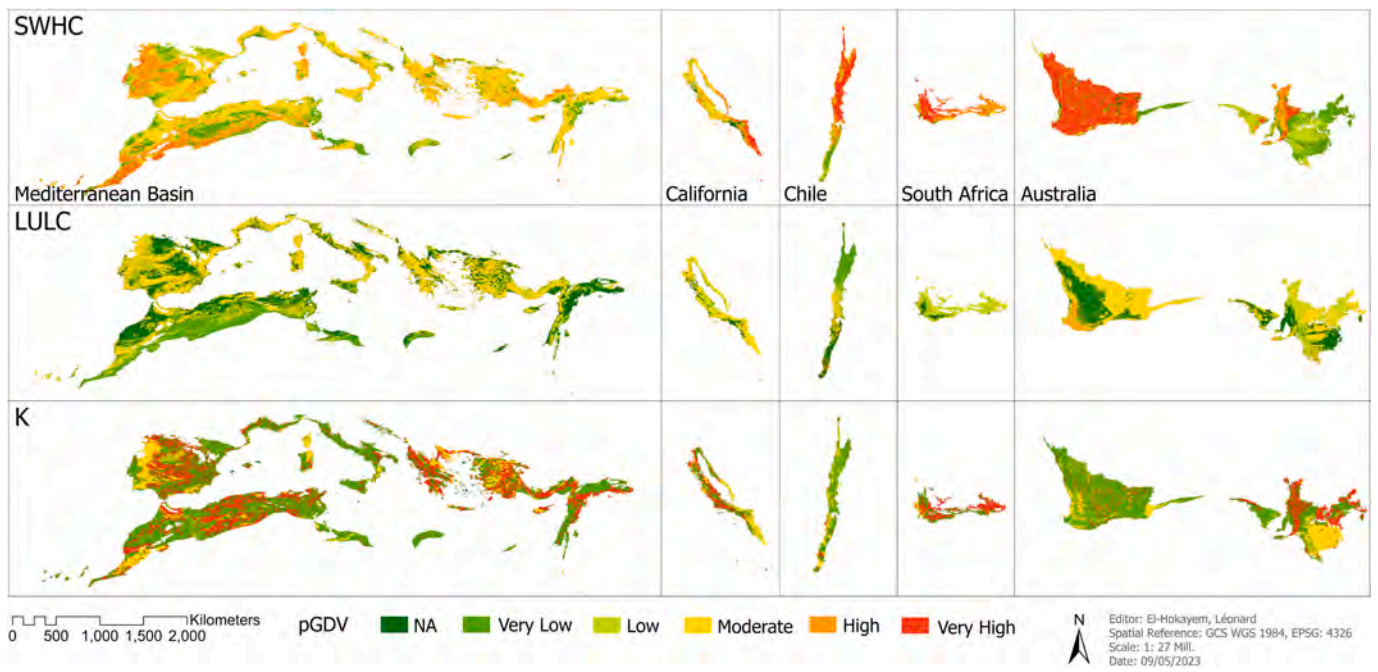 SWHC
Mediterranean Basin
California
Chile
South Africa
Australia
LULC
K
Kilometers
0 500 1,000 1,500 2,000
pGDV
NA
Very Low
Low
Moderate
High
Very High
N
Editor: El-Hokayem, Léonard
Spatial Reference: GCS WGS 1984, EPSG: 4326
Scale: 1: 27 Mill.
Date: 09/05/2023